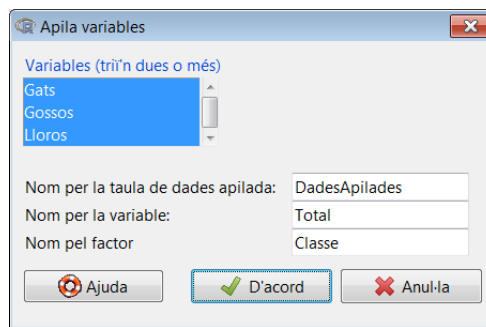 Apila variables
Variables (triï'n dues o més)
Gats
Gossos
Lloros
Nom per la taula de dades apilada: DadesApilades
Nom per la variable: Total
Nom pel factor Classe
Ajuda D'acord Anul·la